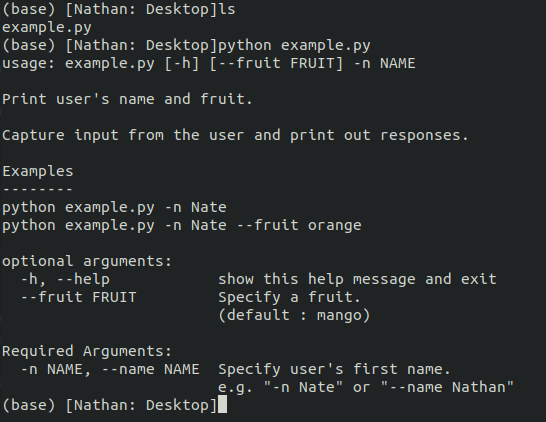 (base) [Nathan: Desktop]ls
example.py
(base) [Nathan: Desktop]python example.py
usage: example.py [-h] [--fruit FRUIT] -n NAME

Print user's name and fruit.

Capture input from the user and print out responses.

Examples
--------
python example.py -n Nate
python example.py -n Nate --fruit orange

optional arguments:
  -h, --help            show this help message and exit
  --fruit FRUIT         Specify a fruit.
                        (default : mango)

Required Arguments:
  -n NAME, --name NAME  Specify user's first name.
                        e.g. "-n Nate" or "--name Nathan"
(base) [Nathan: Desktop]